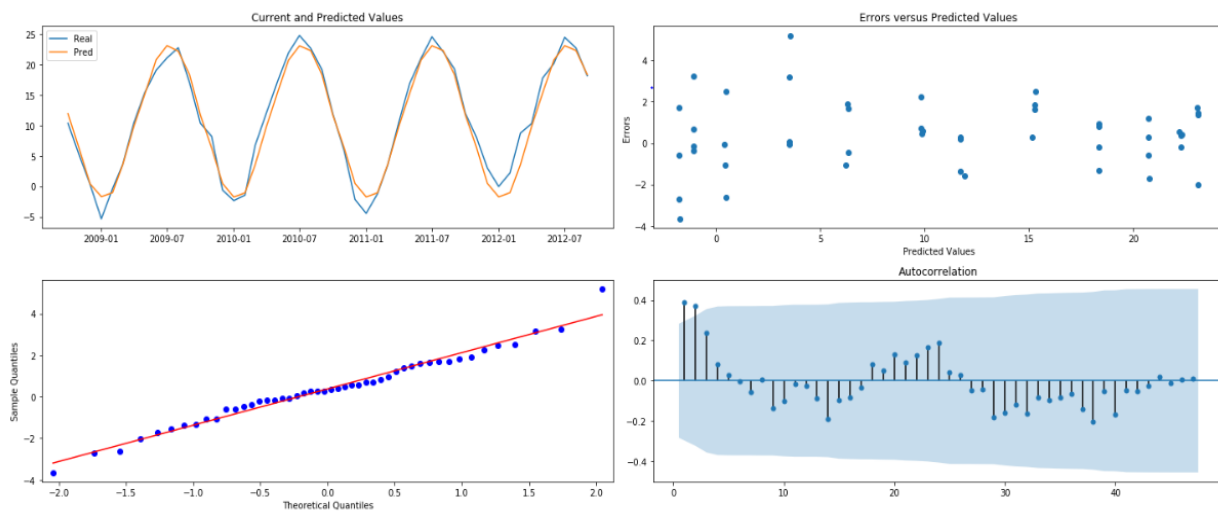 Current and Predicted Values
Real
Pred
25
20
15
10
5
0
−5
2009-01 2009-07 2010-01 2010-07 2011-01 2011-07 2012-01 2012-07
Errors versus Predicted Values
Errors
4
2
0
−2
−4
0 5 10 15 20
Predicted Values
Sample Quantiles
4
2
0
−2
−4
−2.0 −1.5 −1.0 −0.5 0.0 0.5 1.0 1.5 2.0
Theoretical Quantiles
Autocorrelation
0.4
0.2
0.0
−0.2
−0.4
0 10 20 30 40